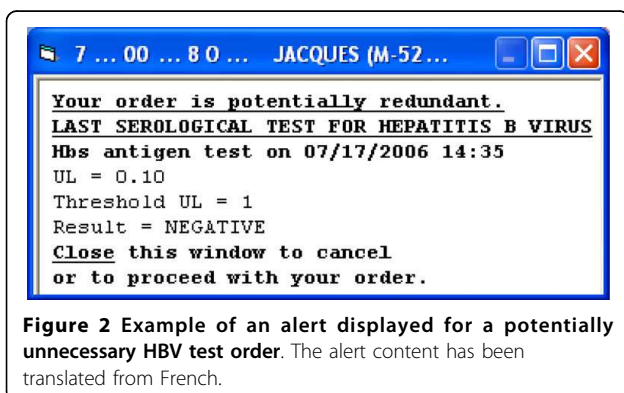 7 ... 00 ... 8 0 ... JACQUES (M-52 ...
Your order is potentially redundant.
LAST SEROLOGICAL TEST FOR HEPATITIS B VIRUS
Hbs antigen test on 07/17/2006 14:35
UL = 0.10
Threshold UL = 1
Result = NEGATIVE
Close this window to cancel
or to proceed with your order.
Figure 2 Example of an alert displayed for a potentially
unnecessary HBV test order. The alert content has been
translated from French.